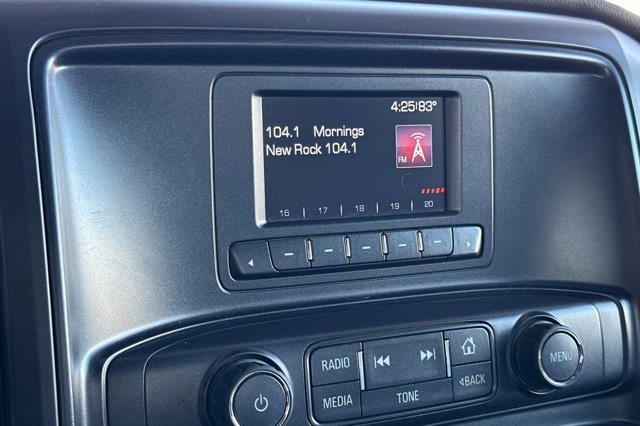 4:25 83°
104.1 Mornings
New Rock 104.1
FM
16 17 18 19 20
RADIO
MEDIA
TONE
BACK
MENU